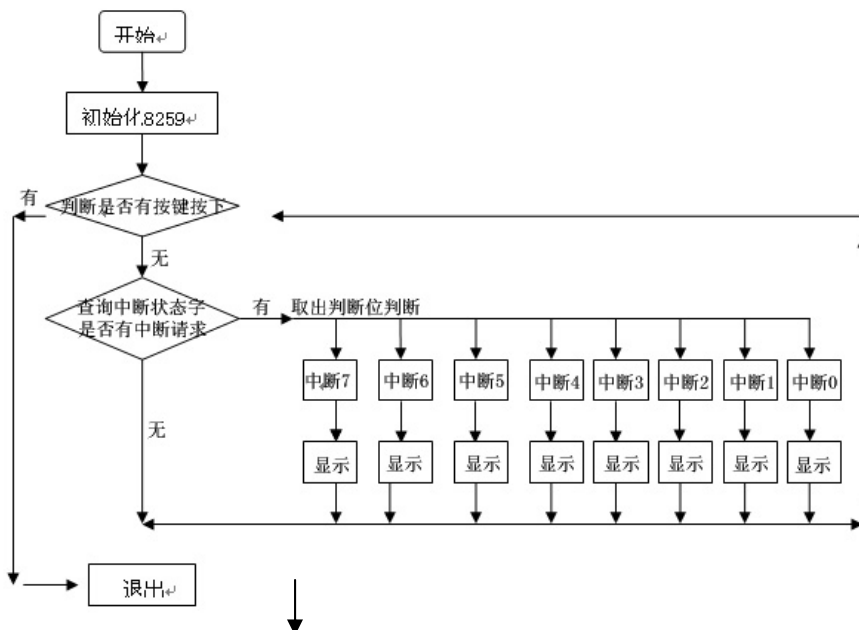 开始
初始化8259
有
判断是否有按键按下
无
查询中断状态字
是否有中断请求
有 取出判断位判断
中断7 中断6 中断5 中断4 中断3 中断2 中断1 中断0
无
显示 显示 显示 显示 显示 显示 显示 显示
退出